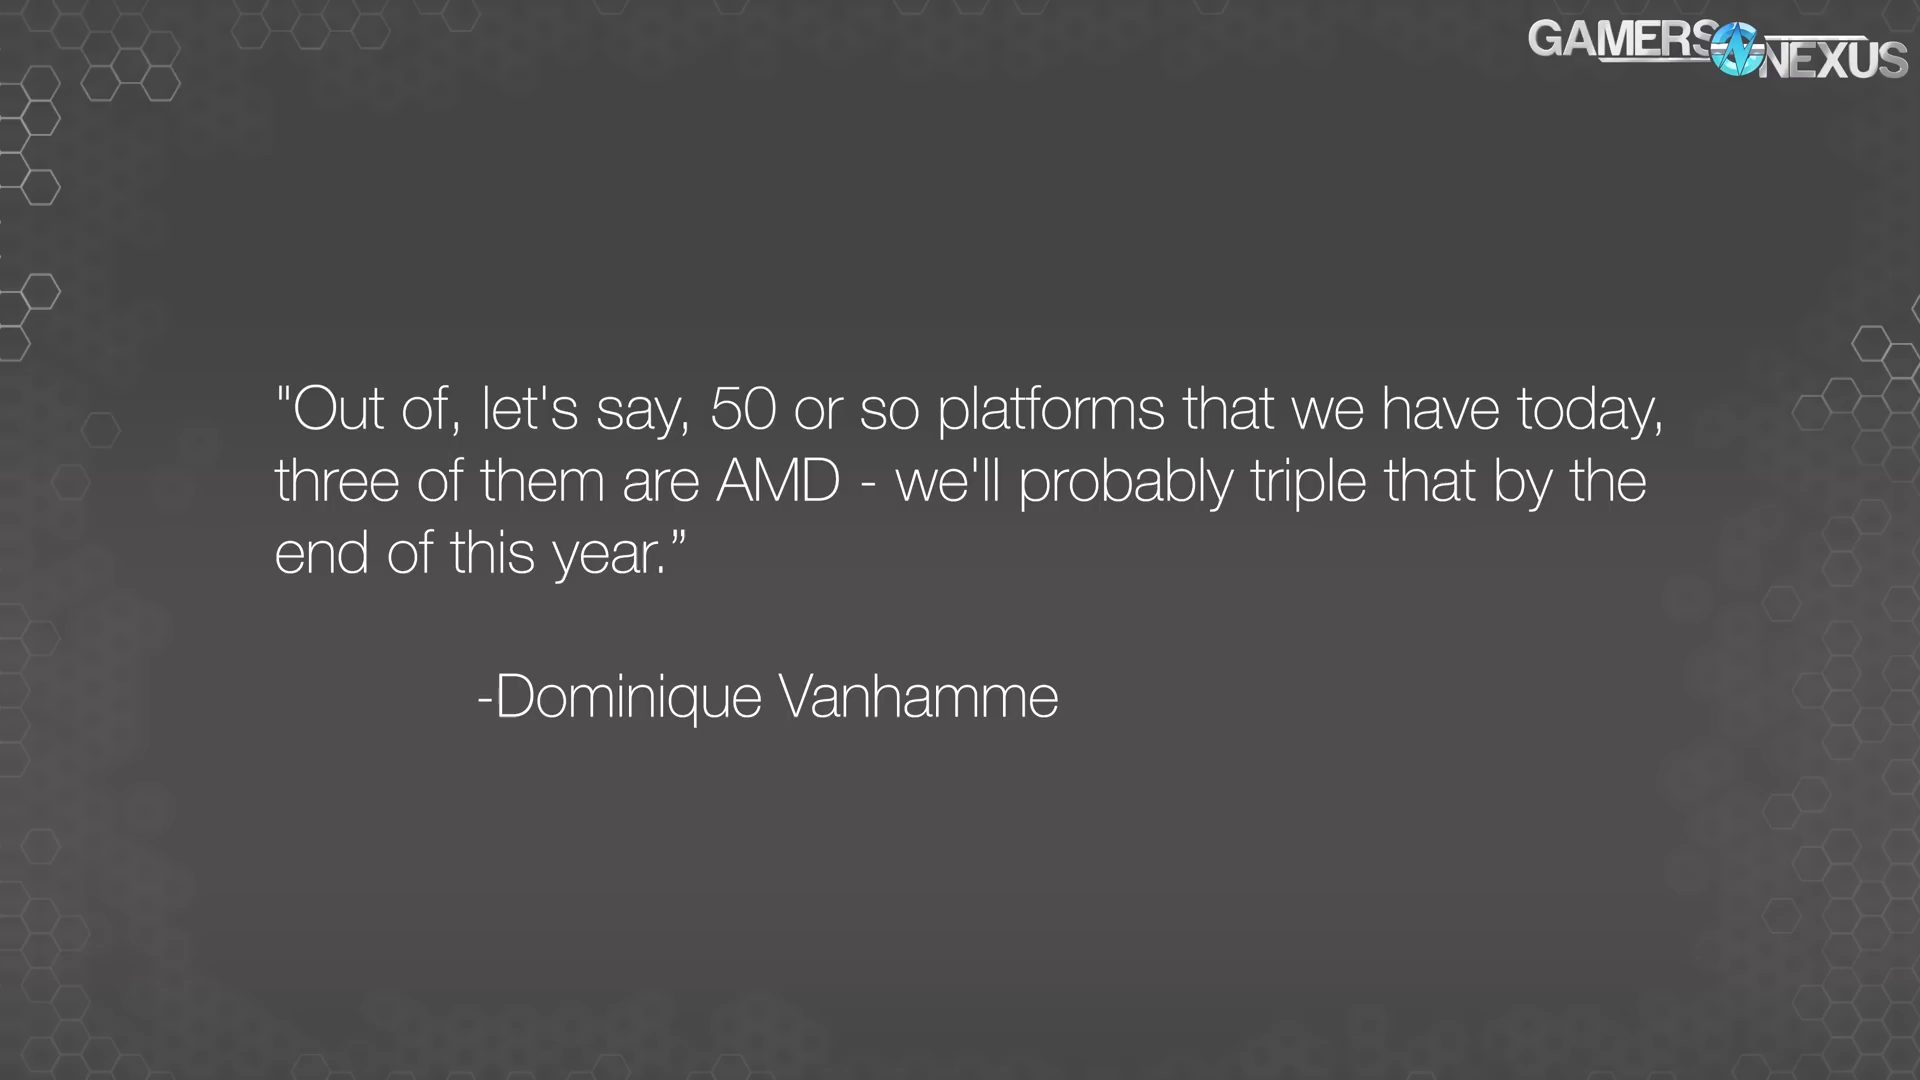 GAMERS NEXUS
"Out of, let's say, 50 or so platforms that we have today,
three of them are AMD - we'll probably triple that by the
end of this year.”
-Dominique Vanhamme